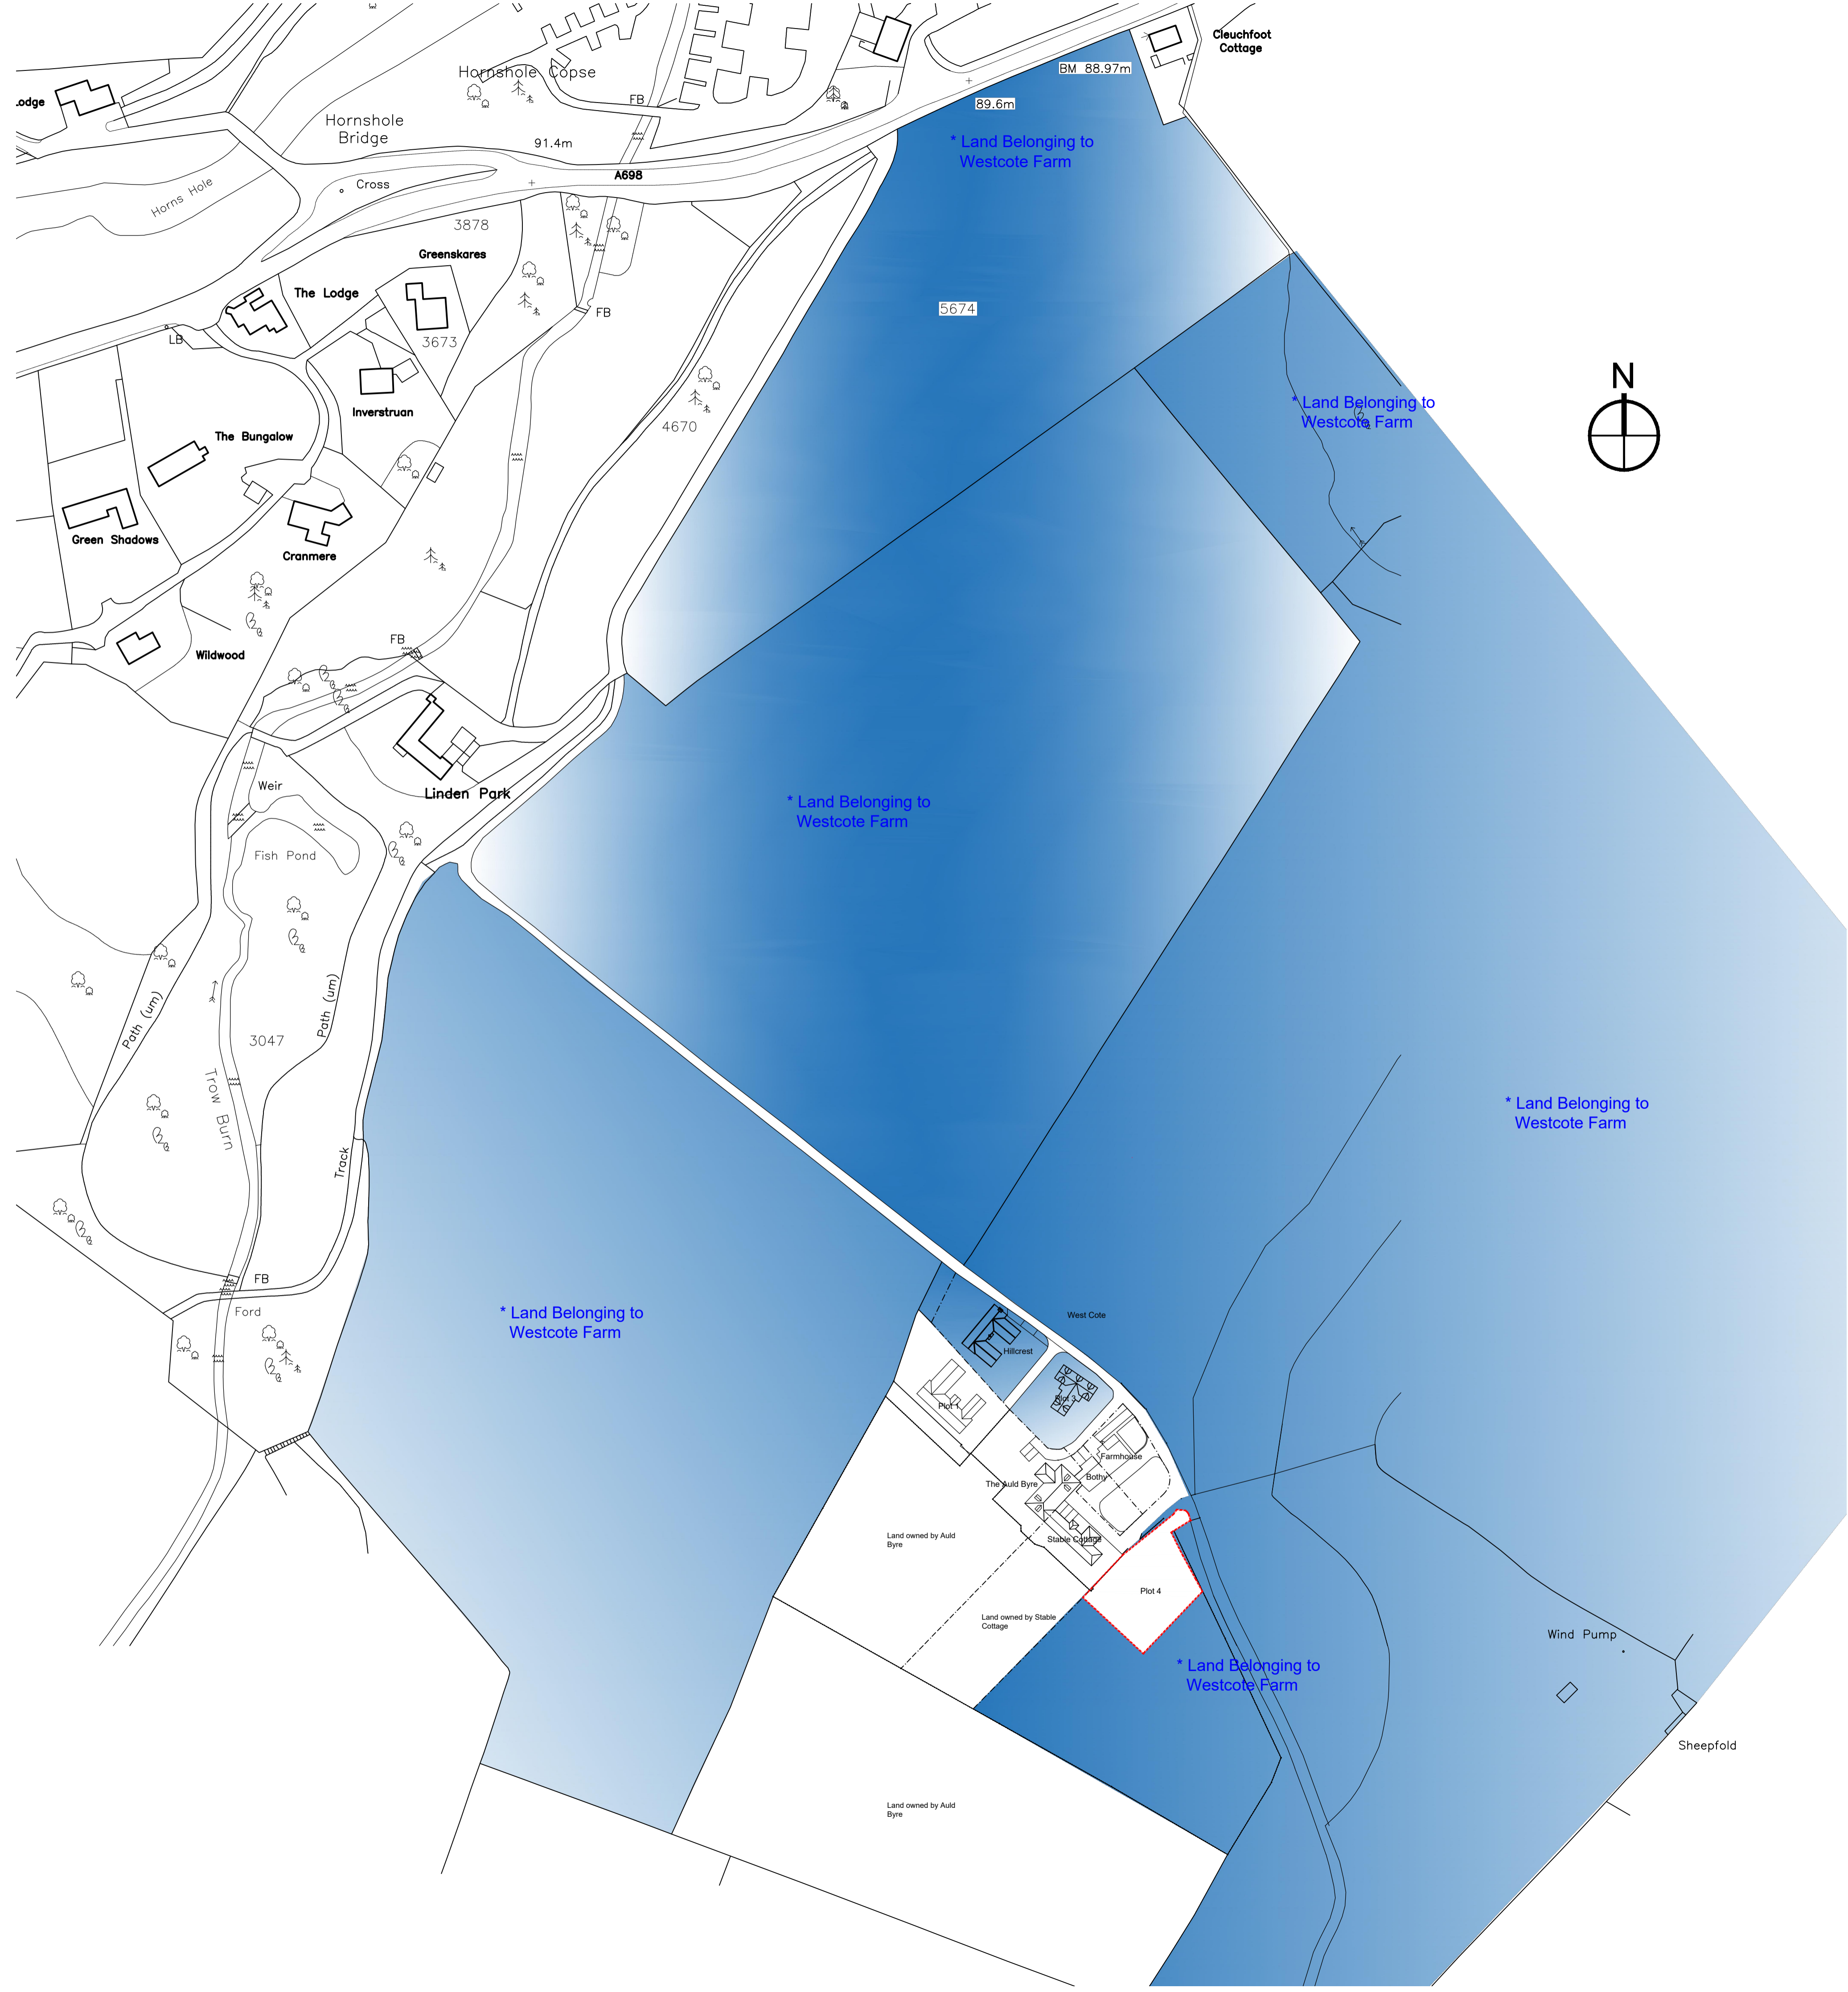 Cleuchfoot
Cottage
BM 88.97m
Hornshole Copse
89.6m
FB
Lodge
Hornshole
Bridge
91.4m
* Land Belonging to
Westcote Farm
A698
Cross
Horns Hole
3878
Greenskares
The Lodge
5674
FB
LB
3673
N
Inverstruan
* Land Belonging to
Westcote Farm
4670
The Bungalow
Green Shadows
Cranmere
FB
Wildwood
Weir
Linden Park
* Land Belonging to
Westcote Farm
Fish Pond
Path (um)
Path (um)
3047
Trow Burn
* Land Belonging to
Westcote Farm
Track
FB
Ford
* Land Belonging to
Westcote Farm
West Cote
Hillcrest
Plot 3
Plot 1
Farmhouse
Bothy
The Auld Byre
Land owned by Auld
Byre
Stable Cottage
Plot 4
Land owned by Stable
Cottage
Wind Pump
* Land Belonging to
Westcote Farm
Sheepfold
Land owned by Auld
Byre